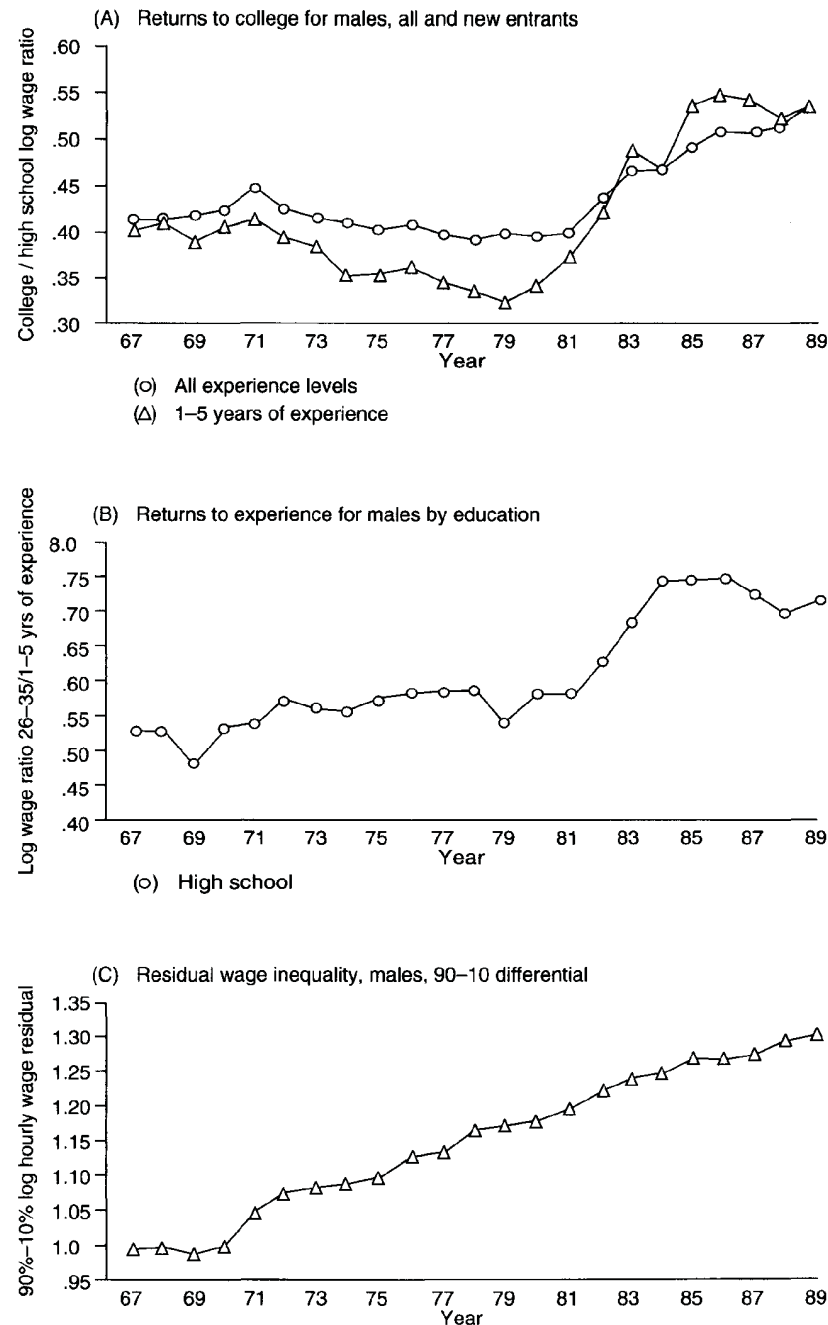 (A) Returns to college for males, all and new entrants
College / high school log wage ratio
.60
.55
.50
.45
.40
.35
.30
67 69 71 73 75 77 79 81 83 85 87 89
Year
(o) All experience levels
(△) 1–5 years of experience
(B) Returns to experience for males by education
Log wage ratio 26–35/1–5 yrs of experience
8.0
.75
.70
.65
.60
.55
.50
.45
.40
67 69 71 73 75 77 79 81 83 85 87 89
Year
(o) High school
(C) Residual wage inequality, males, 90–10 differential
90%–10% log hourly wage residual
1.35
1.30
1.25
1.20
1.15
1.10
1.05
1.0
.95
67 69 71 73 75 77 79 81 83 85 87 89
Year